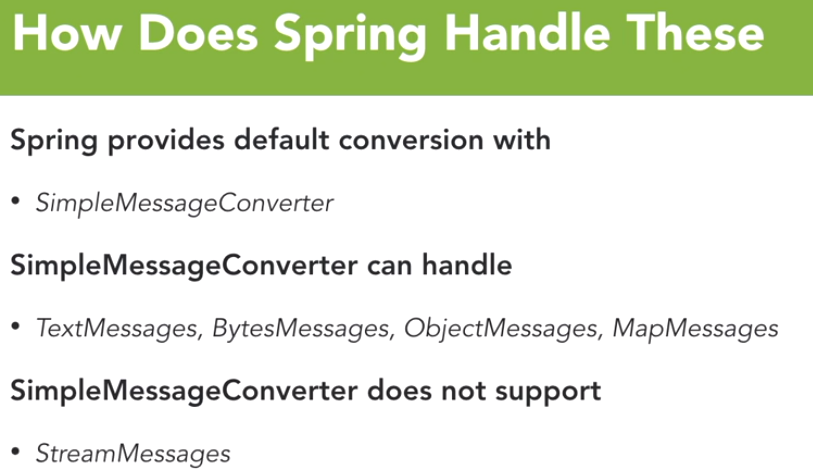 How Does Spring Handle These
Spring provides default conversion with
• SimpleMessageConverter
SimpleMessageConverter can handle
• TextMessages, BytesMessages, ObjectMessages, MapMessages
SimpleMessageConverter does not support
• StreamMessages